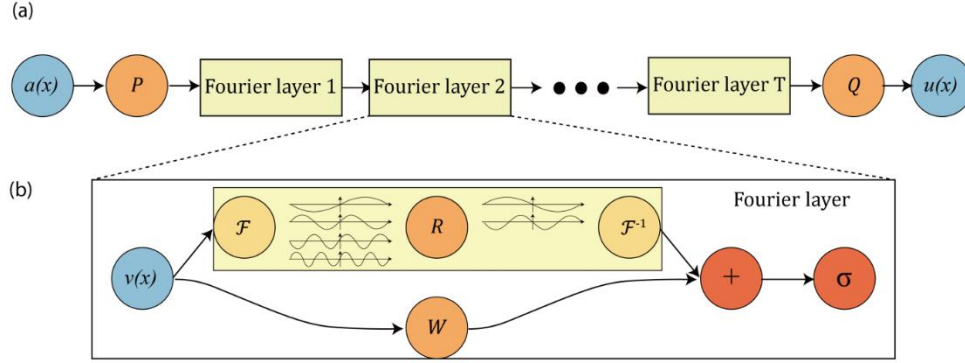 (a)
a(x) P Fourier layer 1 Fourier layer 2 Fourier layer T Q u(x)
(b)
Fourier layer
ℱ R ℱ⁻¹
v(x) + σ
W